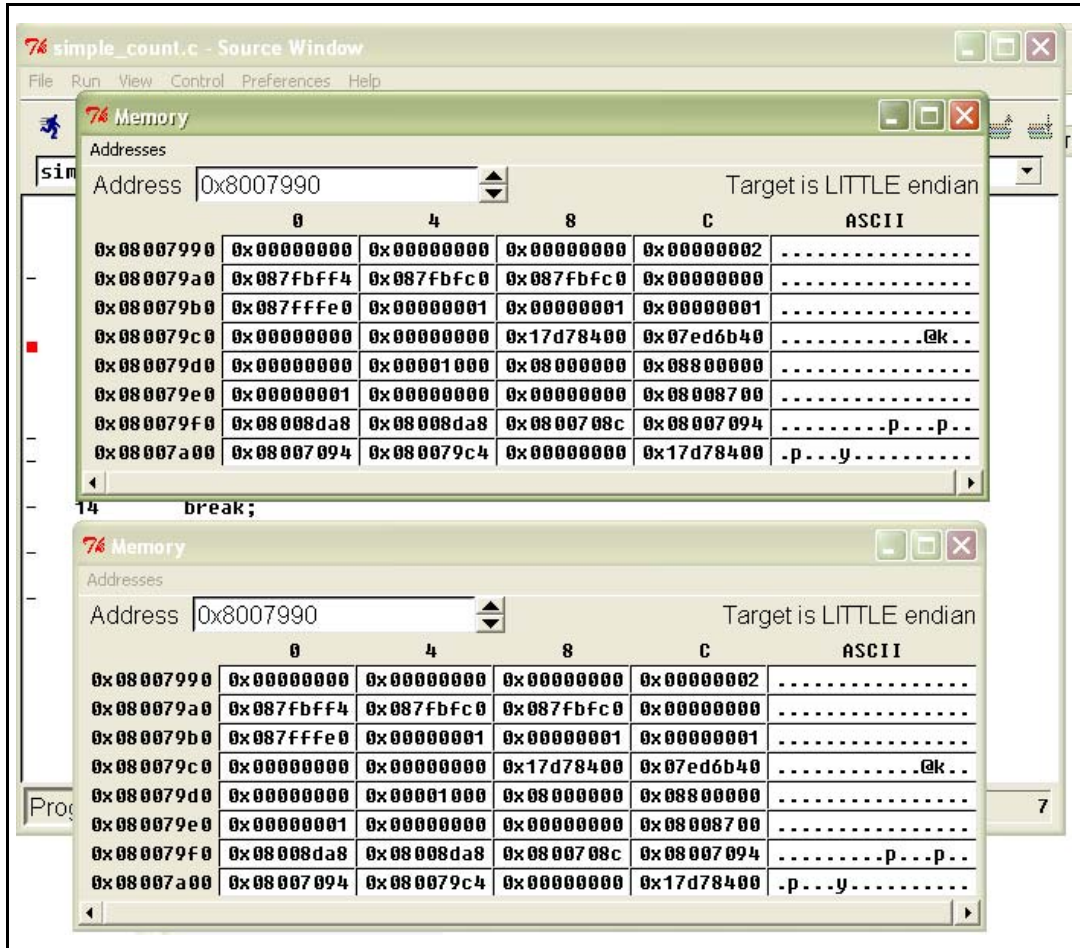 simple_count.c - Source Window
File Run View Control Preferences Help
Memory
Addresses
Address 0x8007990 Target is LITTLE endian
0 4 8 C ASCII
0x08007990 0x00000000 0x00000000 0x00000000 0x00000002 ................
0x080079a0 0x087fbff4 0x087fbfc0 0x087fbfc0 0x00000000 ................
0x080079b0 0x087fffe0 0x00000001 0x00000001 0x00000001 ................
0x080079c0 0x00000000 0x00000000 0x17d78400 0x07ed6b40 ............@k..
0x080079d0 0x00000000 0x00001000 0x08000000 0x08800000 ................
0x080079e0 0x00000001 0x00000000 0x00000000 0x08008700 ................
0x080079f0 0x08008da8 0x08008da8 0x0800708c 0x08007094 .........p...p..
0x08007a00 0x08007094 0x080079c4 0x00000000 0x17d78400 .p...y..........
- 14 break;
Memory
Addresses
Address 0x8007990 Target is LITTLE endian
0 4 8 C ASCII
0x08007990 0x00000000 0x00000000 0x00000000 0x00000002 ................
0x080079a0 0x087fbff4 0x087fbfc0 0x087fbfc0 0x00000000 ................
0x080079b0 0x087fffe0 0x00000001 0x00000001 0x00000001 ................
0x080079c0 0x00000000 0x00000000 0x17d78400 0x07ed6b40 ............@k..
0x080079d0 0x00000000 0x00001000 0x08000000 0x08800000 ................
0x080079e0 0x00000001 0x00000000 0x00000000 0x08008700 ................
0x080079f0 0x08008da8 0x08008da8 0x0800708c 0x08007094 .........p...p..
0x08007a00 0x08007094 0x080079c4 0x00000000 0x17d78400 .p...y..........
7